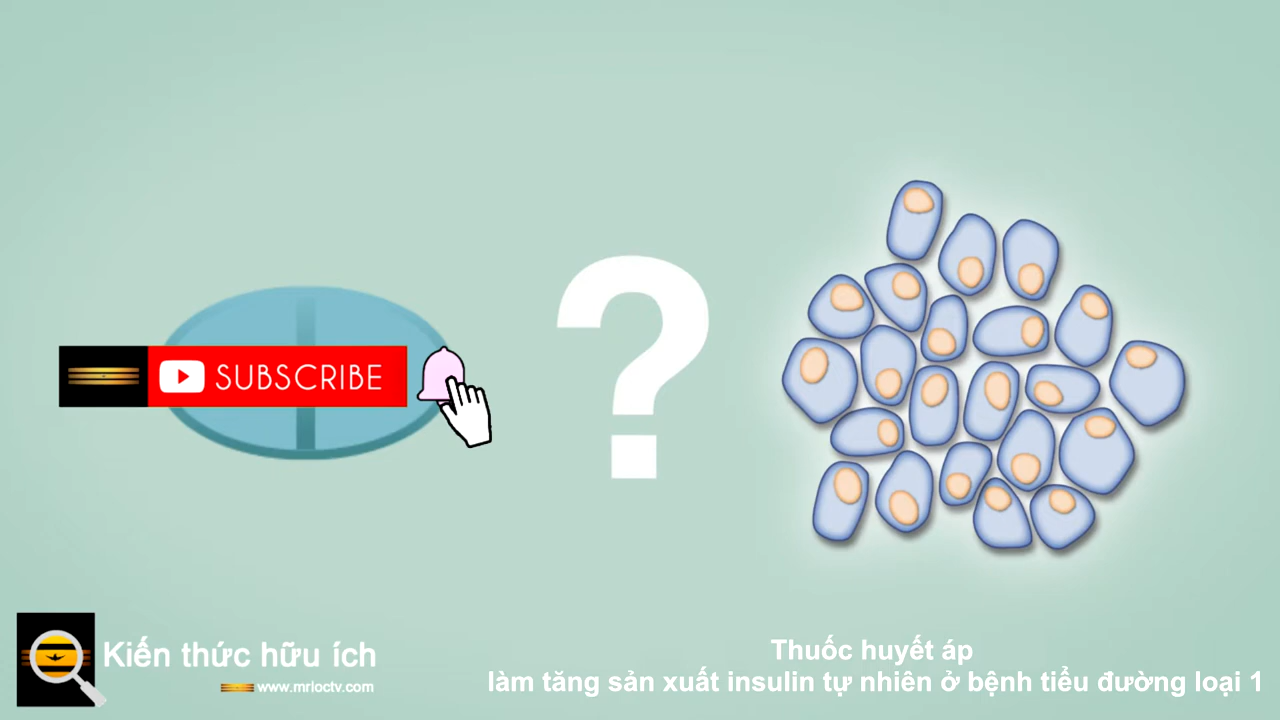 SUBSCRIBE
Kiến thức hữu ích
www.mrloctv.com
Thuốc huyết áp
làm tăng sản xuất insulin tự nhiên ở bệnh tiểu đường loại 1